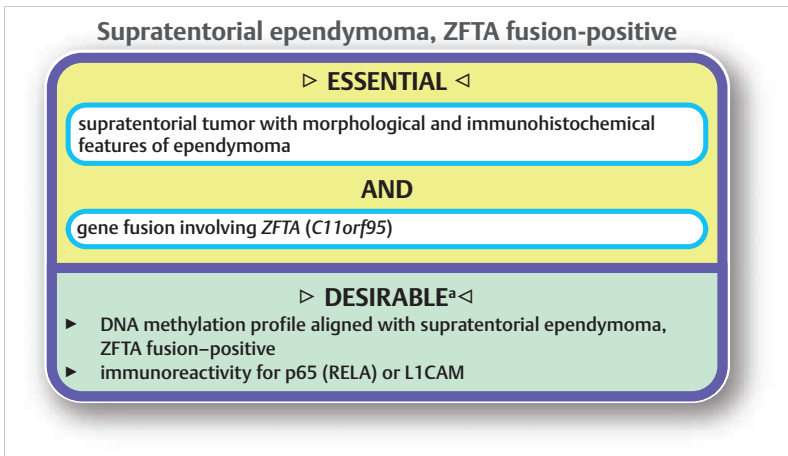 Supratentorial ependymoma, ZFTA fusion-positive
▷ ESSENTIAL ◁
supratentorial tumor with morphological and immunohistochemical
features of ependymoma
AND
gene fusion involving ZFTA (C11orf95)
▷ DESIRABLEᵃ◁
► DNA methylation profile aligned with supratentorial ependymoma,
ZFTA fusion–positive
► immunoreactivity for p65 (RELA) or L1CAM